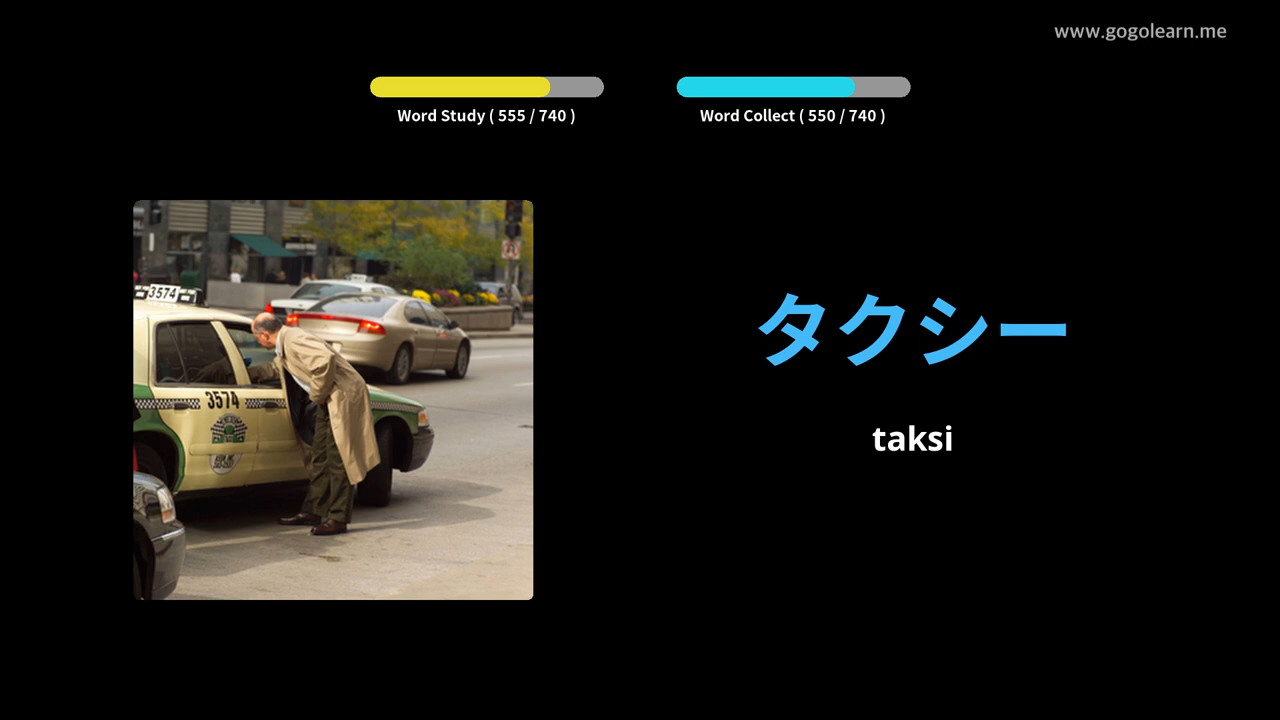 www.gogolearn.me
Word Study ( 555 / 740 )
Word Collect ( 550 / 740 )
3574
3574
タクシー
taksi